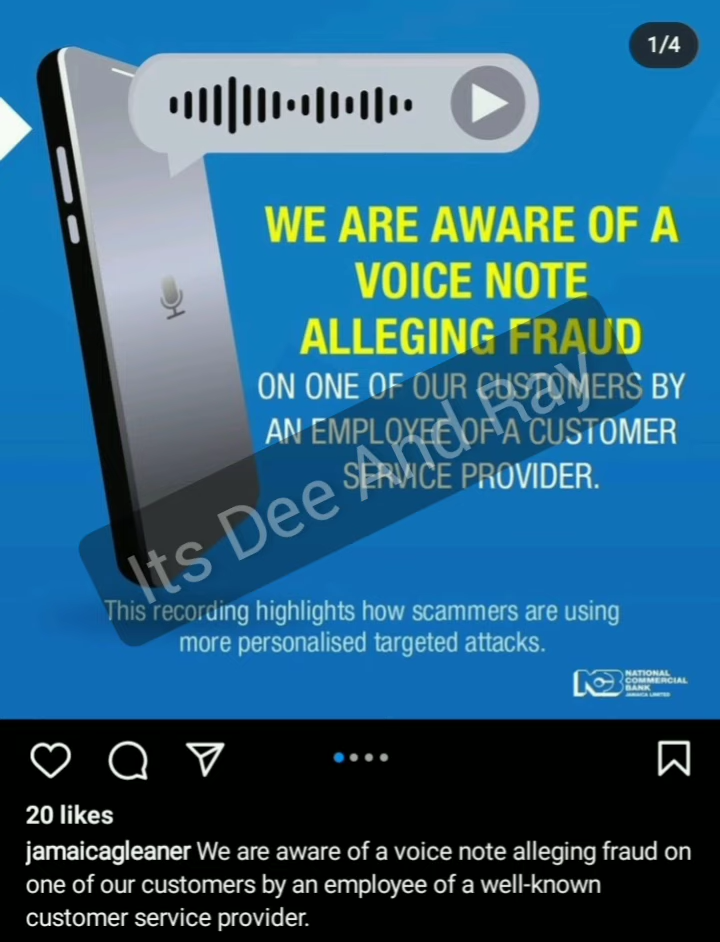 1/4
WE ARE AWARE OF A
VOICE NOTE
ALLEGING FRAUD
ON ONE OF OUR CUSTOMERS BY
AN EMPLOYEE OF A CUSTOMER
SERVICE PROVIDER.
Its Dee And Ray
This recording highlights how scammers are using
more personalised targeted attacks.
NCB
NATIONAL
COMMERCIAL
BANK
JAMAICA LIMITED
20 likes
jamaicagleaner We are aware of a voice note alleging fraud on
one of our customers by an employee of a well-known
customer service provider.